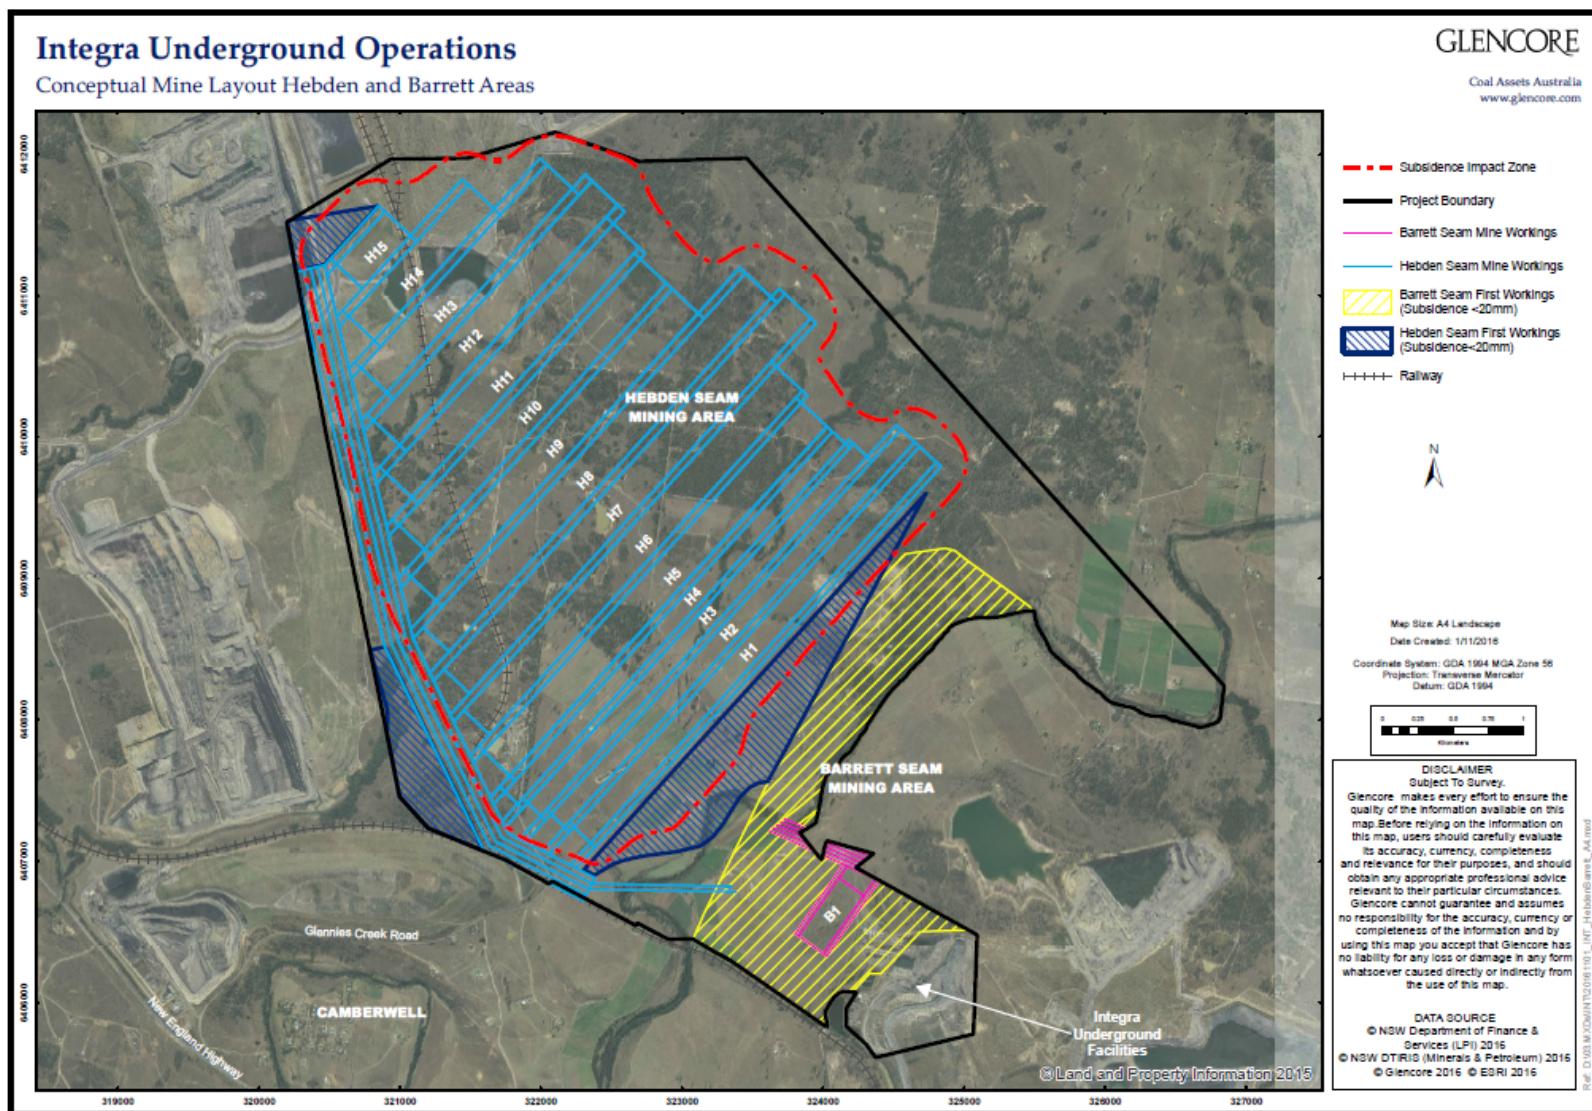 Integra Underground Operations
Conceptual Mine Layout Hebden and Barrett Areas
GLENCORE
Coal Assets Australia
www.glencore.com
6412000
6411000
6410000
6409000
6408000
6407000
6406000
H15
H14
H13
H12
H11
H10
H9
H8
H7
H6
H5
H4
H3
H2
H1
HEBDEN SEAM
MINING AREA
BARRETT SEAM
MINING AREA
B1
Glennies Creek Road
New England Highway
CAMBERWELL
Integra
Underground
Facilities
© Land and Property Information 2015
319000
320000
321000
322000
323000
324000
325000
326000
327000
Subsidence Impact Zone
Project Boundary
Barrett Seam Mine Workings
Hebden Seam Mine Workings
Barrett Seam First Workings
(Subsidence <20mm)
Hebden Seam First Workings
(Subsidence<20mm)
Railway
N
Map Size: A4 Landscape
Date Created: 1/11/2016
Coordinate System: GDA 1994 MGA Zone 56
Projection: Transverse Mercator
Datum: GDA 1994
0 0.25 0.5 0.75 1
Kilometers
DISCLAIMER
Subject To Survey.
Glencore makes every effort to ensure the
quality of the information available on this
map.Before relying on the information on
this map, users should carefully evaluate
its accuracy, currency, completeness
and relevance for their purposes, and should
obtain any appropriate professional advice
relevant to their particular circumstances.
Glencore cannot guarantee and assumes
no responsibility for the accuracy, currency or
completeness of the information and by
using this map you accept that Glencore has
no liability for any loss or damage in any form
whatsoever caused directly or indirectly from
the use of this map.
DATA SOURCE
© NSW Department of Finance &
Services (LPI) 2016
© NSW DTIRIS (Minerals & Petroleum) 2016
© Glencore 2016 © ESRI 2016